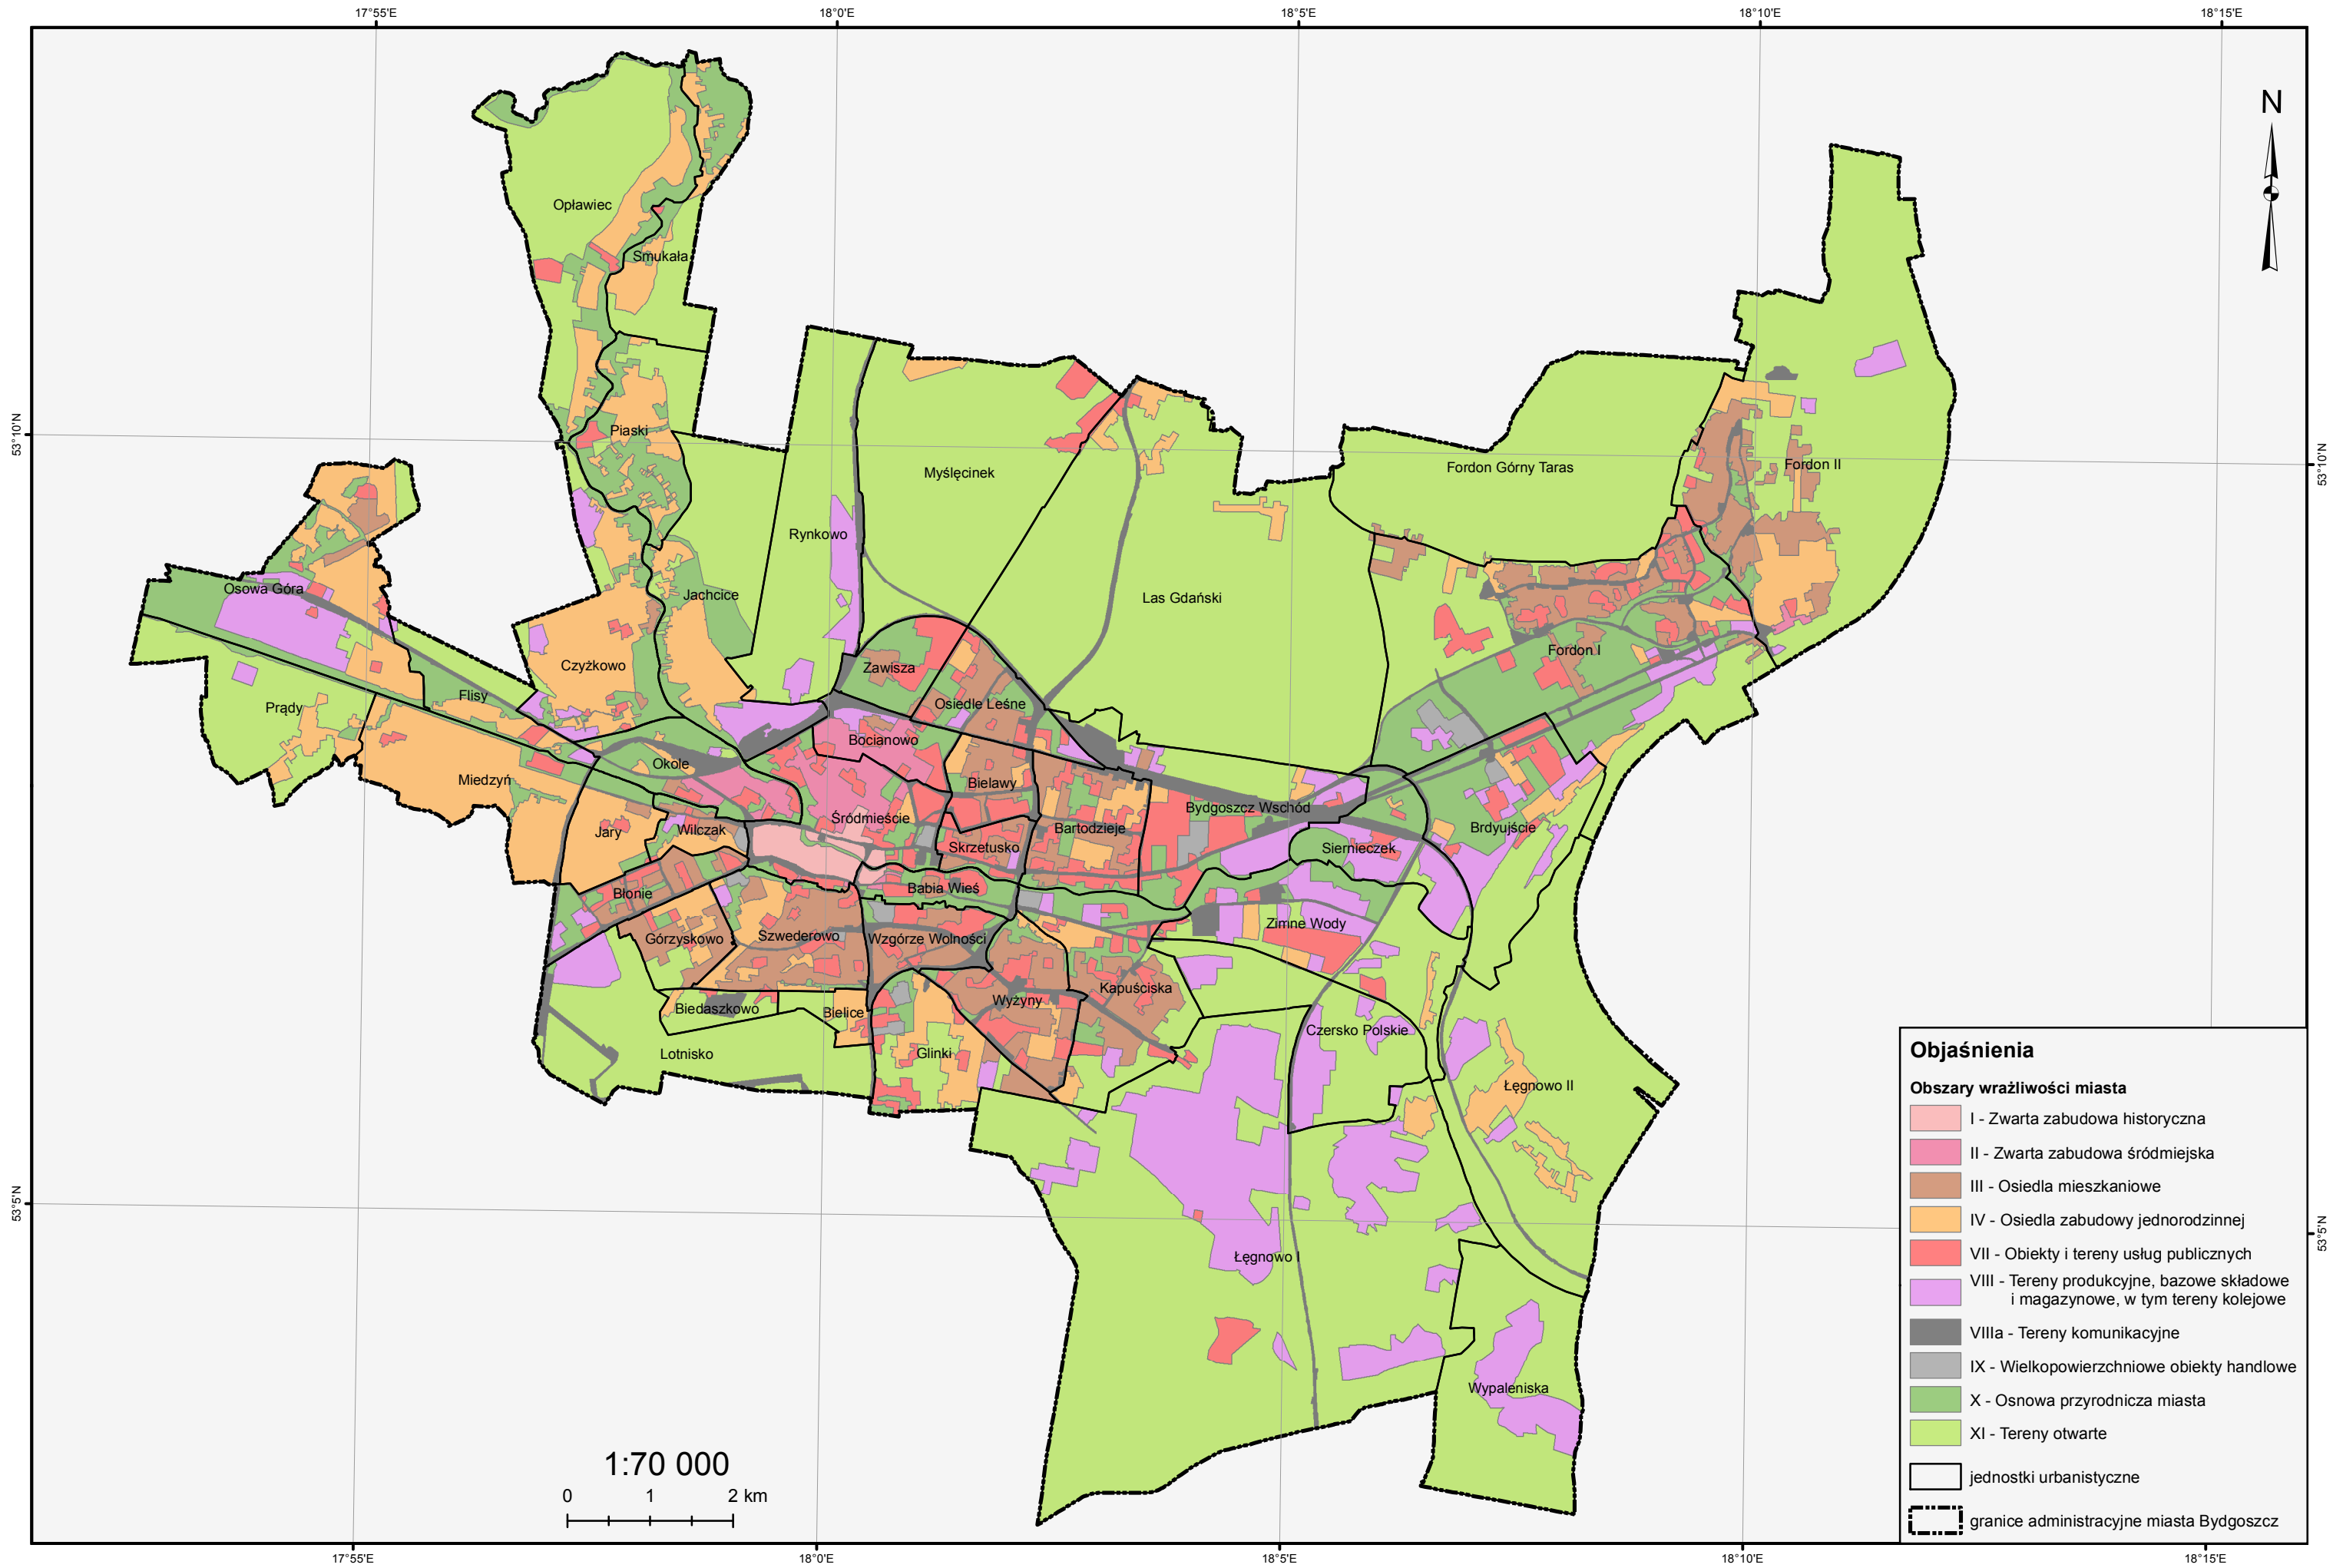 17°55'E
18°0'E
18°5'E
18°10'E
18°15'E
N
Opławiec
Smukała
53°10'N
Piaski
Myślęcinek
Fordon Górny Taras
Fordon II
53°10'N
Rynkowo
Osowa Góra
Jachcice
Las Gdański
Czyżkowo
Zawisza
Fordon I
Flisy
Prądy
Osiedle Leśne
Bocianowo
Okole
Miedzyń
Bielawy
Bydgoszcz Wschód
Śródmieście
Jary
Wilczak
Bartodzieje
Brdyujście
Skrzetusko
Siernieczek
Błonie
Babia Wieś
Zimne Wody
Górzyskowo
Szwederowo
Wzgórze Wolności
Kapuściska
Wyżyny
Biedaszkowo
Bielice
Czersko Polskie
Lotnisko
Glinki
Łęgnowo II
53°5'N
53°5'N
Łęgnowo I
Wypaleniska
Objaśnienia
Obszary wrażliwości miasta
I - Zwarta zabudowa historyczna
II - Zwarta zabudowa śródmiejska
III - Osiedla mieszkaniowe
IV - Osiedla zabudowy jednorodzinnej
VII - Obiekty i tereny usług publicznych
VIII - Tereny produkcyjne, bazowe składowe
i magazynowe, w tym tereny kolejowe
VIIIa - Tereny komunikacyjne
IX - Wielkopowierzchniowe obiekty handlowe
X - Osnowa przyrodnicza miasta
XI - Tereny otwarte
jednostki urbanistyczne
granice administracyjne miasta Bydgoszcz
1:70 000
0 1 2 km
17°55'E
18°0'E
18°5'E
18°10'E
18°15'E